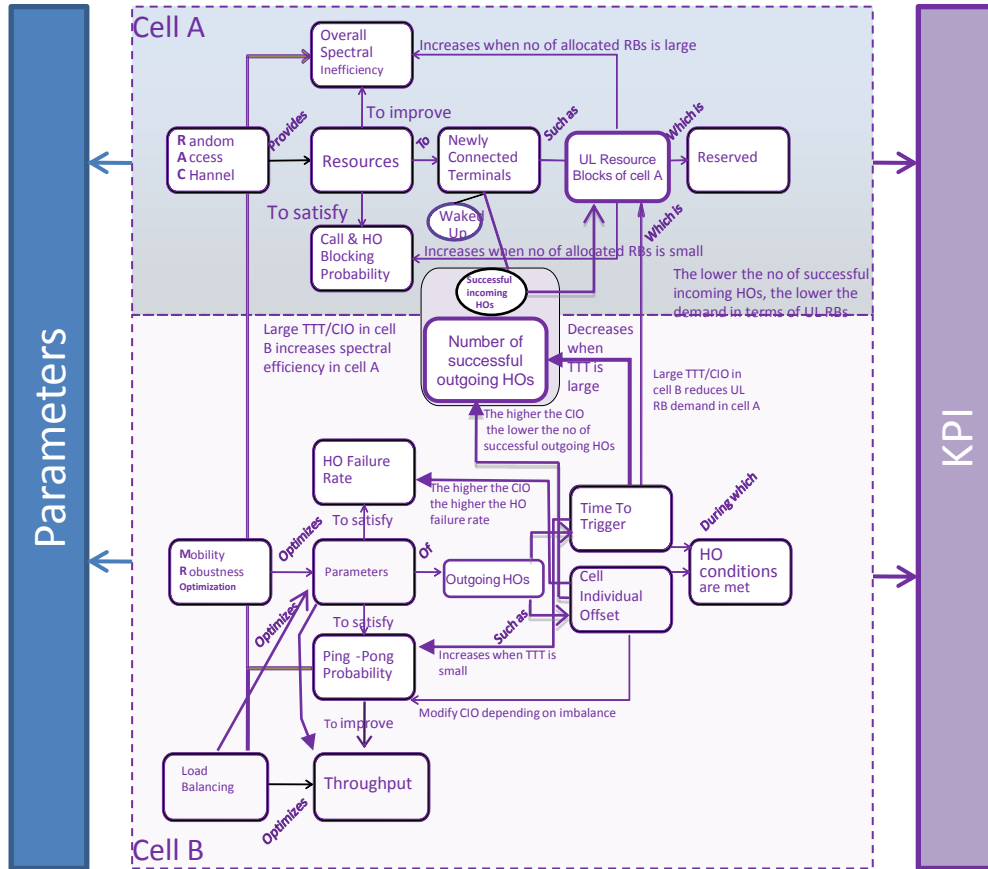 Cell A
Overall
Spectral
Inefficiency
Increases when no of allocated RBs is large
To improve
Random
Access
CHannel
Provides
Resources
To
Newly
Connected
Terminals
Such as
UL Resource
Blocks of cell A
Which is
Reserved
To satisfy
Waked
Up
Call & HO
Blocking
Probability
Increases when no of allocated RBs is small
Which is
Successful
incoming
HOs
The lower the no of successful
incoming HOs, the lower the
demand in terms of UL RBs
Parameters
KPI
Large TTT/CIO in cell
B increases spectral
efficiency in cell A
Number of
successful
outgoing HOs
Decreases
when
TTT is
large
Large TTT/CIO in
cell B reduces UL
RB demand in cell A
The higher the CIO
the lower the no of
successful outgoing HOs
HO Failure
Rate
The higher the CIO
the higher the HO
failure rate
To satisfy
Time To
Trigger
During which
Mobility
Robustness
Optimization
Optimizes
Parameters
Of
Outgoing HOs
Cell
Individual
Offset
HO
conditions
are met
Optimizes
To satisfy
Such as
Ping -Pong
Probability
Increases when TTT is
small
Modify CIO depending on imbalance
To improve
Load
Balancing
Optimizes
Throughput
Cell B